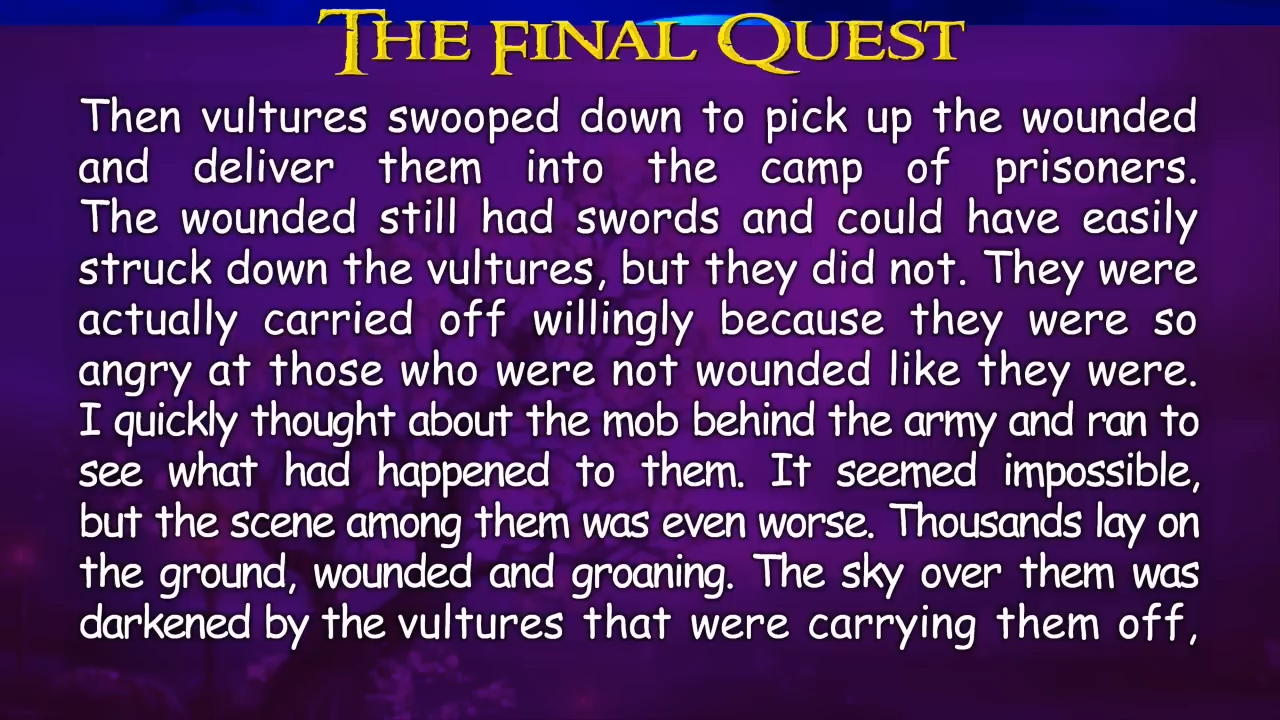 The Final Quest
Then vultures swooped down to pick up the wounded
and deliver them into the camp of prisoners.
The wounded still had swords and could have easily
struck down the vultures, but they did not. They were
actually carried off willingly because they were so
angry at those who were not wounded like they were.
I quickly thought about the mob behind the army and ran to
see what had happened to them. It seemed impossible,
but the scene among them was even worse. Thousands lay on
the ground, wounded and groaning. The sky over them was
darkened by the vultures that were carrying them off,